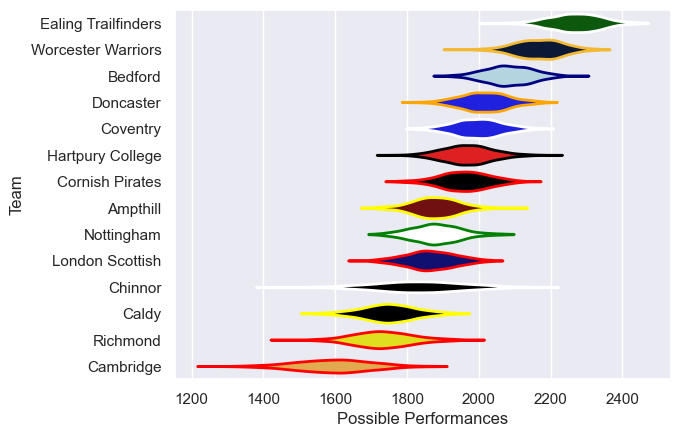 Ealing Trailfinders
Worcester Warriors
Bedford
Doncaster
Coventry
Hartpury College
Cornish Pirates
Ampthill
Nottingham
London Scottish
Chinnor
Caldy
Richmond
Cambridge
Team
1200 1400 1600 1800 2000 2200 2400
Possible Performances